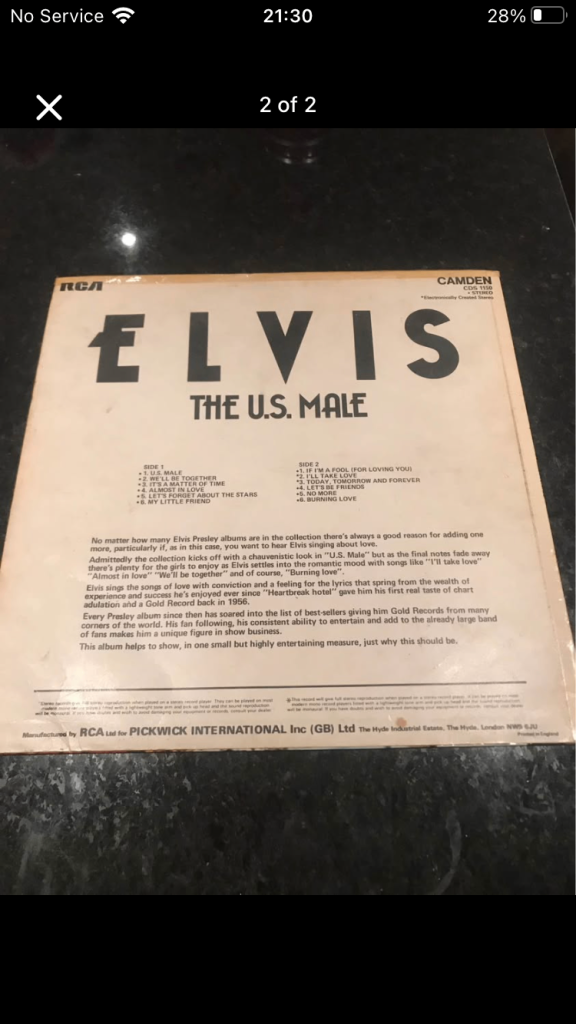 No Service
21:30
28%
2 of 2
RCA
CAMDEN
CDS 1150
• STEREO
*Electronically Created Stereo
ELVIS
THE U.S. MALE
SIDE 1
•1. U.S. MALE
•2. WE'LL BE TOGETHER
•3. IT'S A MATTER OF TIME
•4. ALMOST IN LOVE
•5. LET'S FORGET ABOUT THE STARS
•6. MY LITTLE FRIEND
SIDE 2
•1. IF I'M A FOOL (FOR LOVING YOU)
*2. I'LL TAKE LOVE
*3. TODAY, TOMORROW AND FOREVER
•4. LET'S BE FRIENDS
•5. NO MORE
•6. BURNING LOVE
No matter how many Elvis Presley albums are in the collection there's always a good reason for adding one
more, particularly if, as in this case, you want to hear Elvis singing about love.
Admittedly the collection kicks off with a chauvenistic look in "U.S. Male" but as the final notes fade away
there's plenty for the girls to enjoy as Elvis settles into the romantic mood with songs like "I'll take love"
"Almost in love" "We'll be together" and of course, "Burning love".
Elvis sings the songs of love with conviction and a feeling for the lyrics that spring from the wealth of
experience and success he's enjoyed ever since "Heartbreak hotel" gave him his first real taste of chart
adulation and a Gold Record back in 1956.
Every Presley album since then has soared into the list of best-sellers giving him Gold Records from many
corners of the world. His fan following, his consistent ability to entertain and add to the already large band
of fans makes him a unique figure in show business.
This album helps to show, in one small but highly entertaining measure, just why this should be.
Manufactured by RCA Ltd for PICKWICK INTERNATIONAL Inc (GB) Ltd The Hyde Industrial Estate, The Hyde, London NW9 6JU
Printed in England